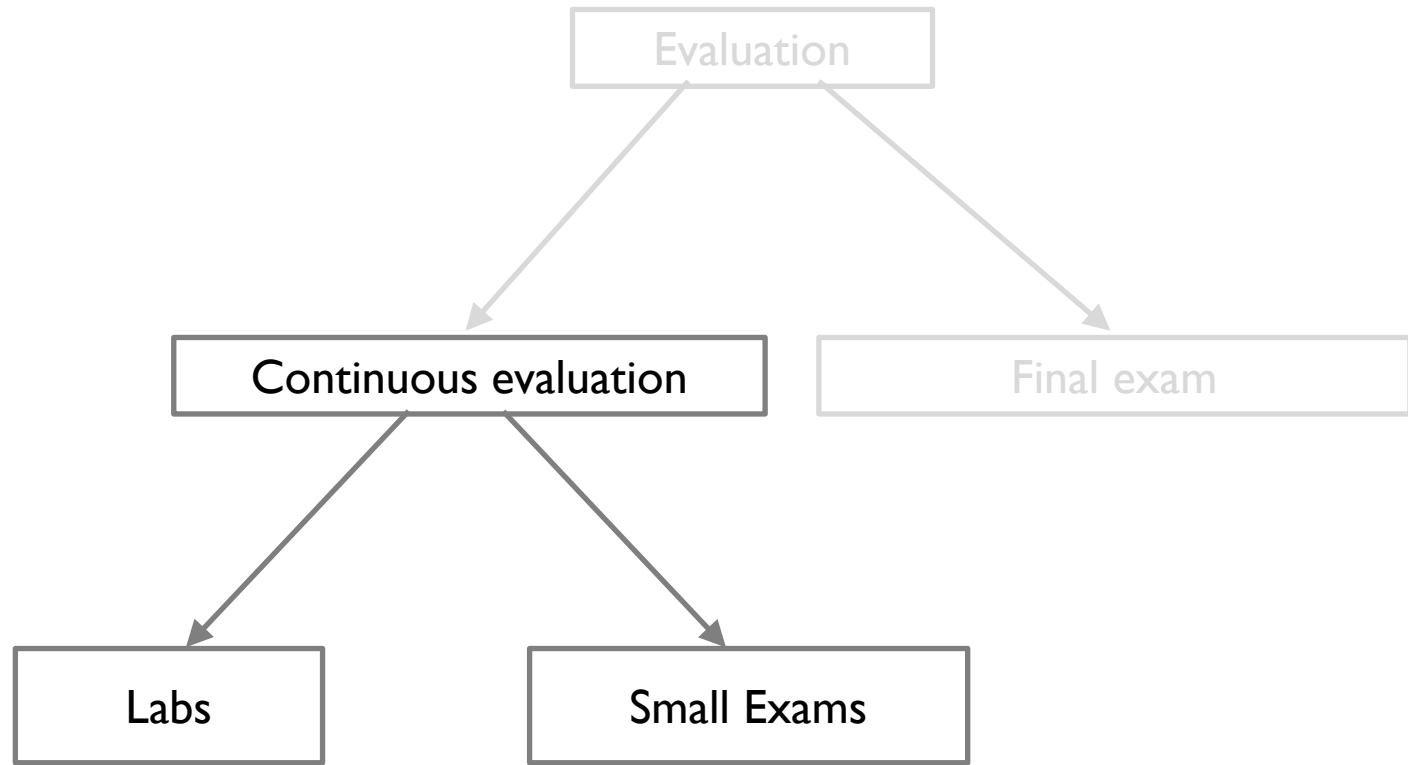 Evaluation
Continuous evaluation
Final exam
Labs
Small Exams